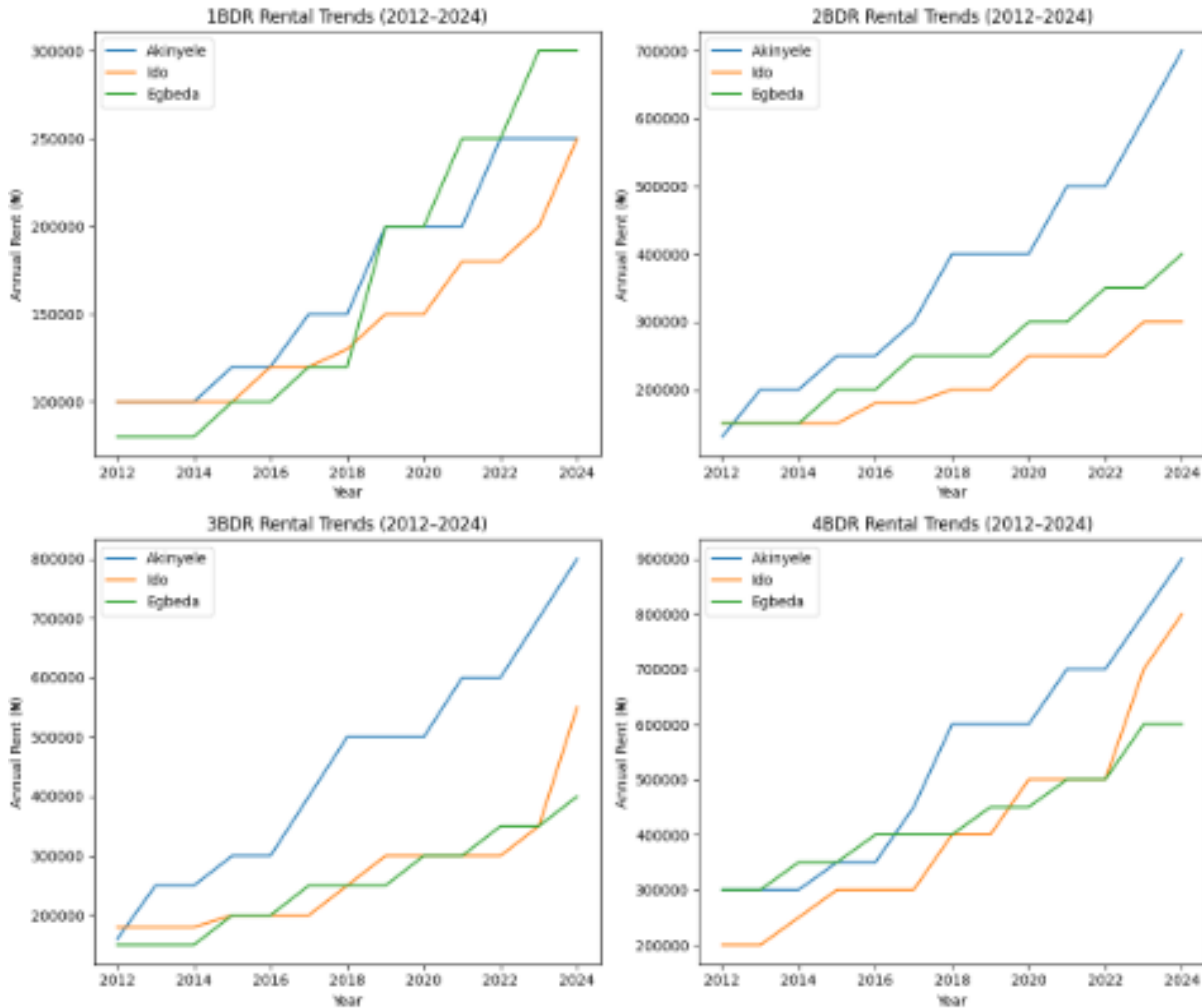 1BDR Rental Trends (2012–2024)
Akinyele
Ido
Egbeda
300000
250000
200000
150000
100000
Annual Rent (₦)
2012 2014 2016 2018 2020 2022 2024
Year
2BDR Rental Trends (2012–2024)
Akinyele
Ido
Egbeda
700000
600000
500000
400000
300000
200000
Annual Rent (₦)
2012 2014 2016 2018 2020 2022 2024
Year
3BDR Rental Trends (2012–2024)
Akinyele
Ido
Egbeda
800000
700000
600000
500000
400000
300000
200000
Annual Rent (₦)
2012 2014 2016 2018 2020 2022 2024
Year
4BDR Rental Trends (2012–2024)
Akinyele
Ido
Egbeda
900000
800000
700000
600000
500000
400000
300000
200000
Annual Rent (₦)
2012 2014 2016 2018 2020 2022 2024
Year